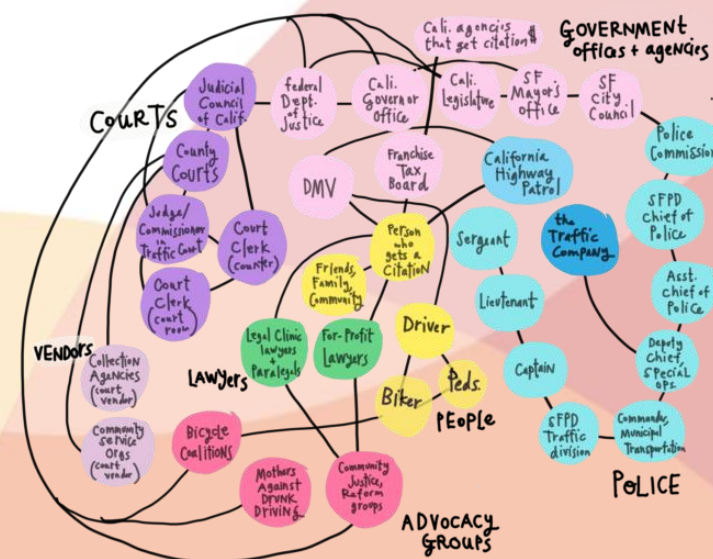 Cali. agencies
that get citation $
GOVERNMENT
offices + agencies
COURTS
Judicial
Council
of Calif.
federal
Dept.
of
Justice
Cali.
Governor
Office
Cali.
Legislature
SF
Mayor's
office
SF
City
Council
Police
Commission
County
Courts
DMV
Franchise
Tax
Board
California
Highway
Patrol
Judge/
Commissioner
in
Traffic Court
Court
Clerk
(counter)
Court
Clerk
(court
room)
Person
who
gets a
Citation
Friends,
Family,
Community
Sergeant
the
Traffic
Company
SFPD
Chief of
Police
Lieutenant
Asst.
chief of
Police
VENDORS
Collection
Agencies
(court
vendor)
LAWYERS
Legal Clinic
lawyers
+
Paralegals
For-Profit
Lawyers
Driver
Biker
Peds.
PEOPLE
Captain
Deputy
Chief,
special
ops.
SFPD
Traffic
division
Commander,
Municipal
Transportation
POLICE
Community
Service
Orgs
(court
vendor)
Bicycle
Coalitions
Mothers
Against
Drunk
Driving
Community
Justice,
Reform
groups
ADVOCACY
GROUPS